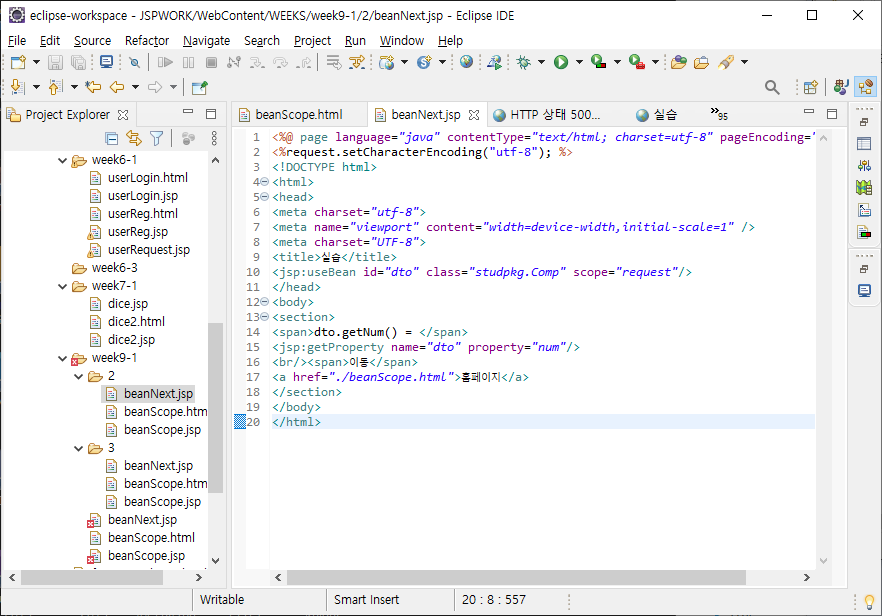 eclipse-workspace - JSPWORK/WebContent/WEEKS/week9-1/2/beanNext.jsp - Eclipse IDE
File Edit Source Refactor Navigate Search Project Run Window Help
Project Explorer
week6-1
userLogin.html
userLogin.jsp
userReg.html
userReg.jsp
userRequest.jsp
week6-3
week7-1
dice.jsp
dice2.html
dice2.jsp
week9-1
2
beanNext.jsp
beanScope.htm
beanScope.jsp
3
beanNext.jsp
beanScope.htm
beanScope.jsp
beanNext.jsp
beanScope.html
beanScope.jsp
beanScope.html beanNext.jsp HTTP 상태 500... 실습 »95
1 <%@ page language="java" contentType="text/html; charset=utf-8" pageEncoding="
2 <%request.setCharacterEncoding("utf-8"); %>
3 <!DOCTYPE html>
4 <html>
5 <head>
6 <meta charset="utf-8">
7 <meta name="viewport" content="width=device-width,initial-scale=1" />
8 <meta charset="UTF-8">
9 <title>실습</title>
10 <jsp:useBean id="dto" class="studpkg.Comp" scope="request"/>
11 </head>
12 <body>
13 <section>
14 <span>dto.getNum() = </span>
15 <jsp:getProperty name="dto" property="num"/>
16 <br/><span>이동</span>
17 <a href="./beanScope.html">홈페이지</a>
18 </section>
19 </body>
20 </html>
Writable Smart Insert 20 : 8 : 557